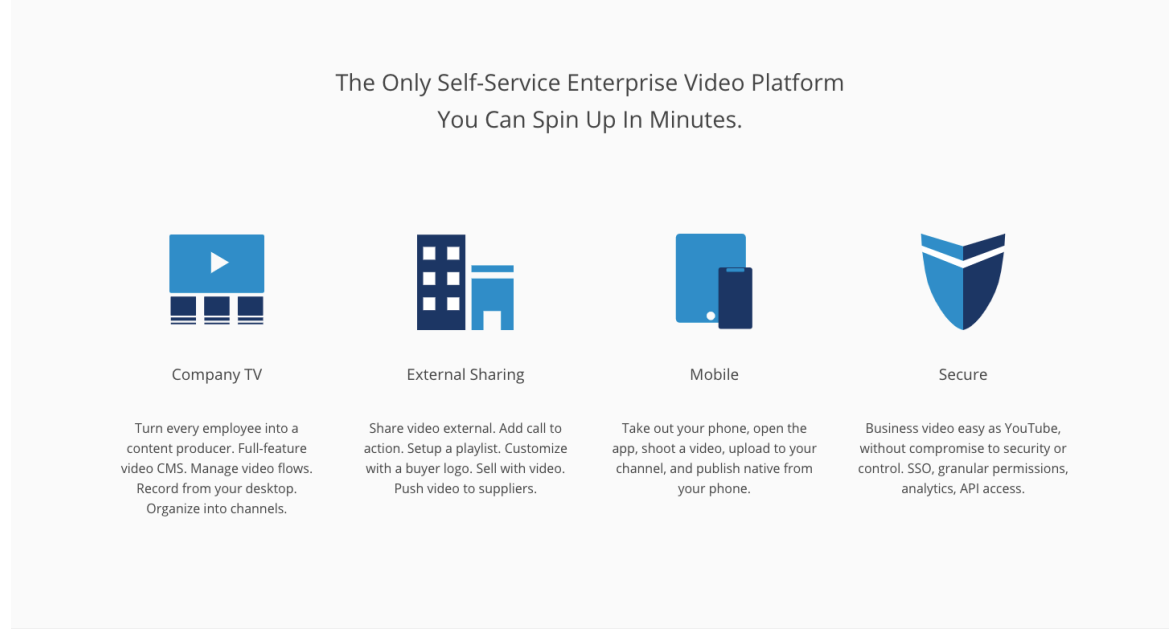 The Only Self-Service Enterprise Video Platform
You Can Spin Up In Minutes.
Company TV
Turn every employee into a
content producer. Full-feature
video CMS. Manage video flows.
Record from your desktop.
Organize into channels.
External Sharing
Share video external. Add call to
action. Setup a playlist. Customize
with a buyer logo. Sell with video.
Push video to suppliers.
Mobile
Take out your phone, open the
app, shoot a video, upload to your
channel, and publish native from
your phone.
Secure
Business video easy as YouTube,
without compromise to security or
control. SSO, granular permissions,
analytics, API access.